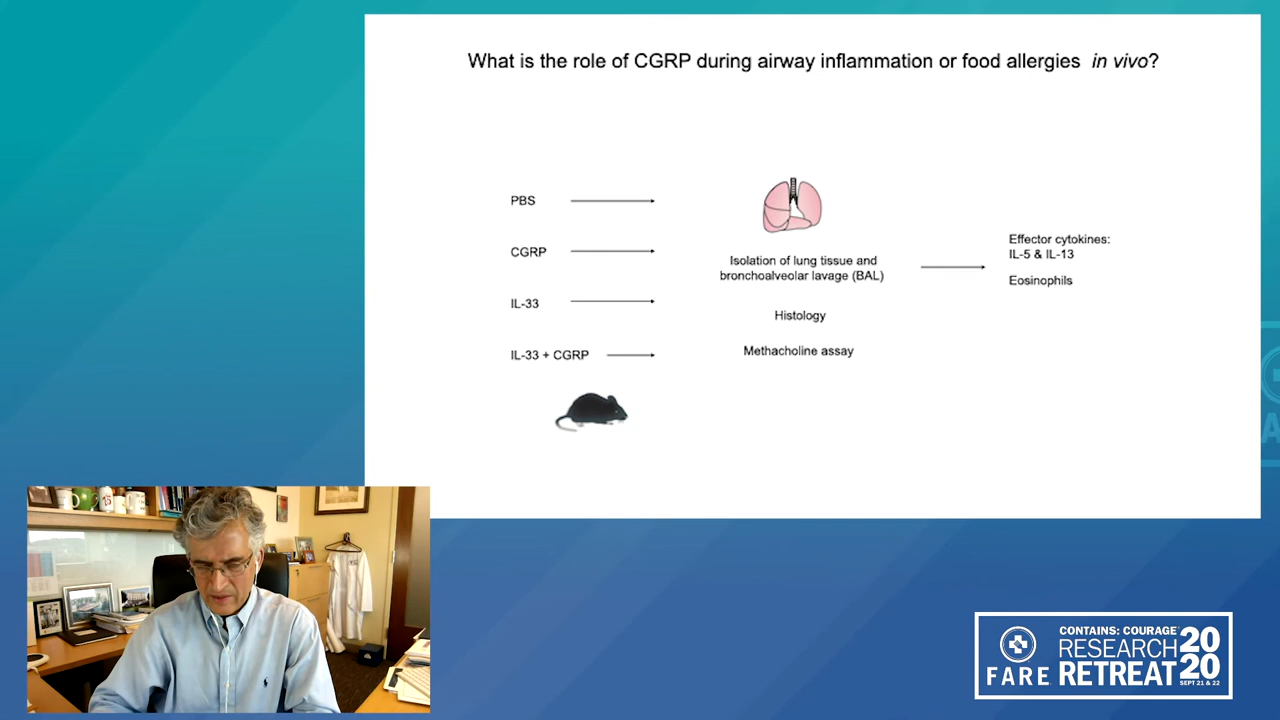 What is the role of CGRP during airway inflammation or food allergies in vivo?
PBS
CGRP
IL-33
IL-33 + CGRP
Isolation of lung tissue and
bronchoalveolar lavage (BAL)
Histology
Methacholine assay
Effector cytokines:
IL-5 & IL-13
Eosinophils
FARE
CONTAINS: COURAGE
RESEARCH
RETREAT
2020
SEPT 21 & 22